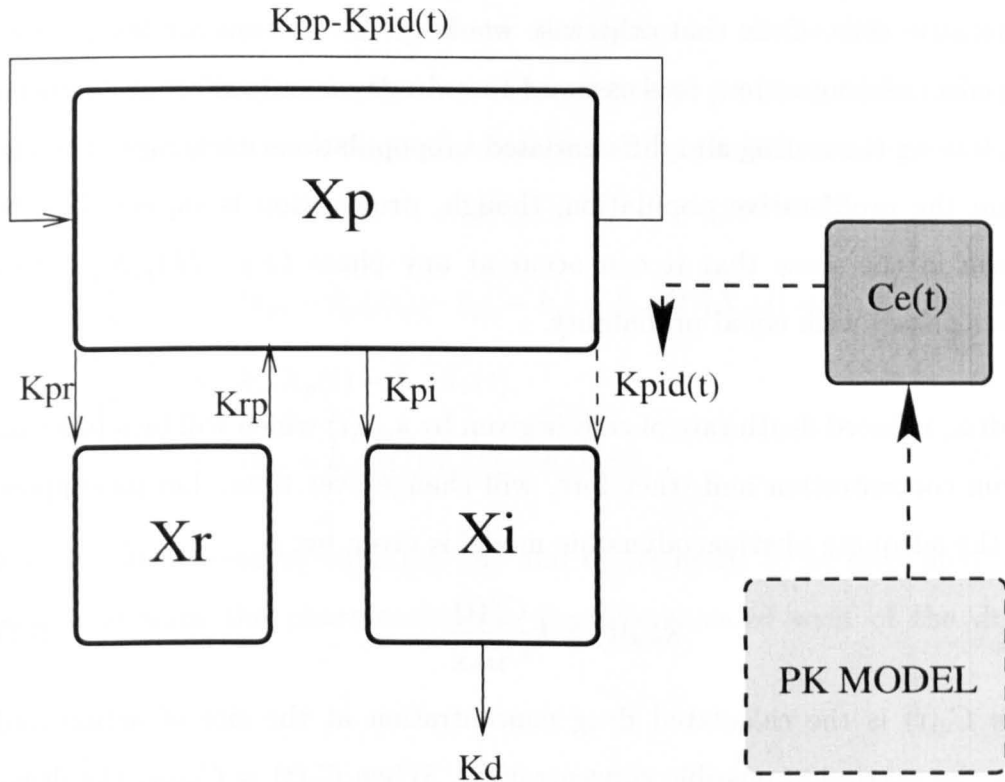 Kpp-Kpid(t)
Xp
Ce(t)
Kpr
Krp
Kpi
Kpid(t)
Xr
Xi
PK MODEL
Kd